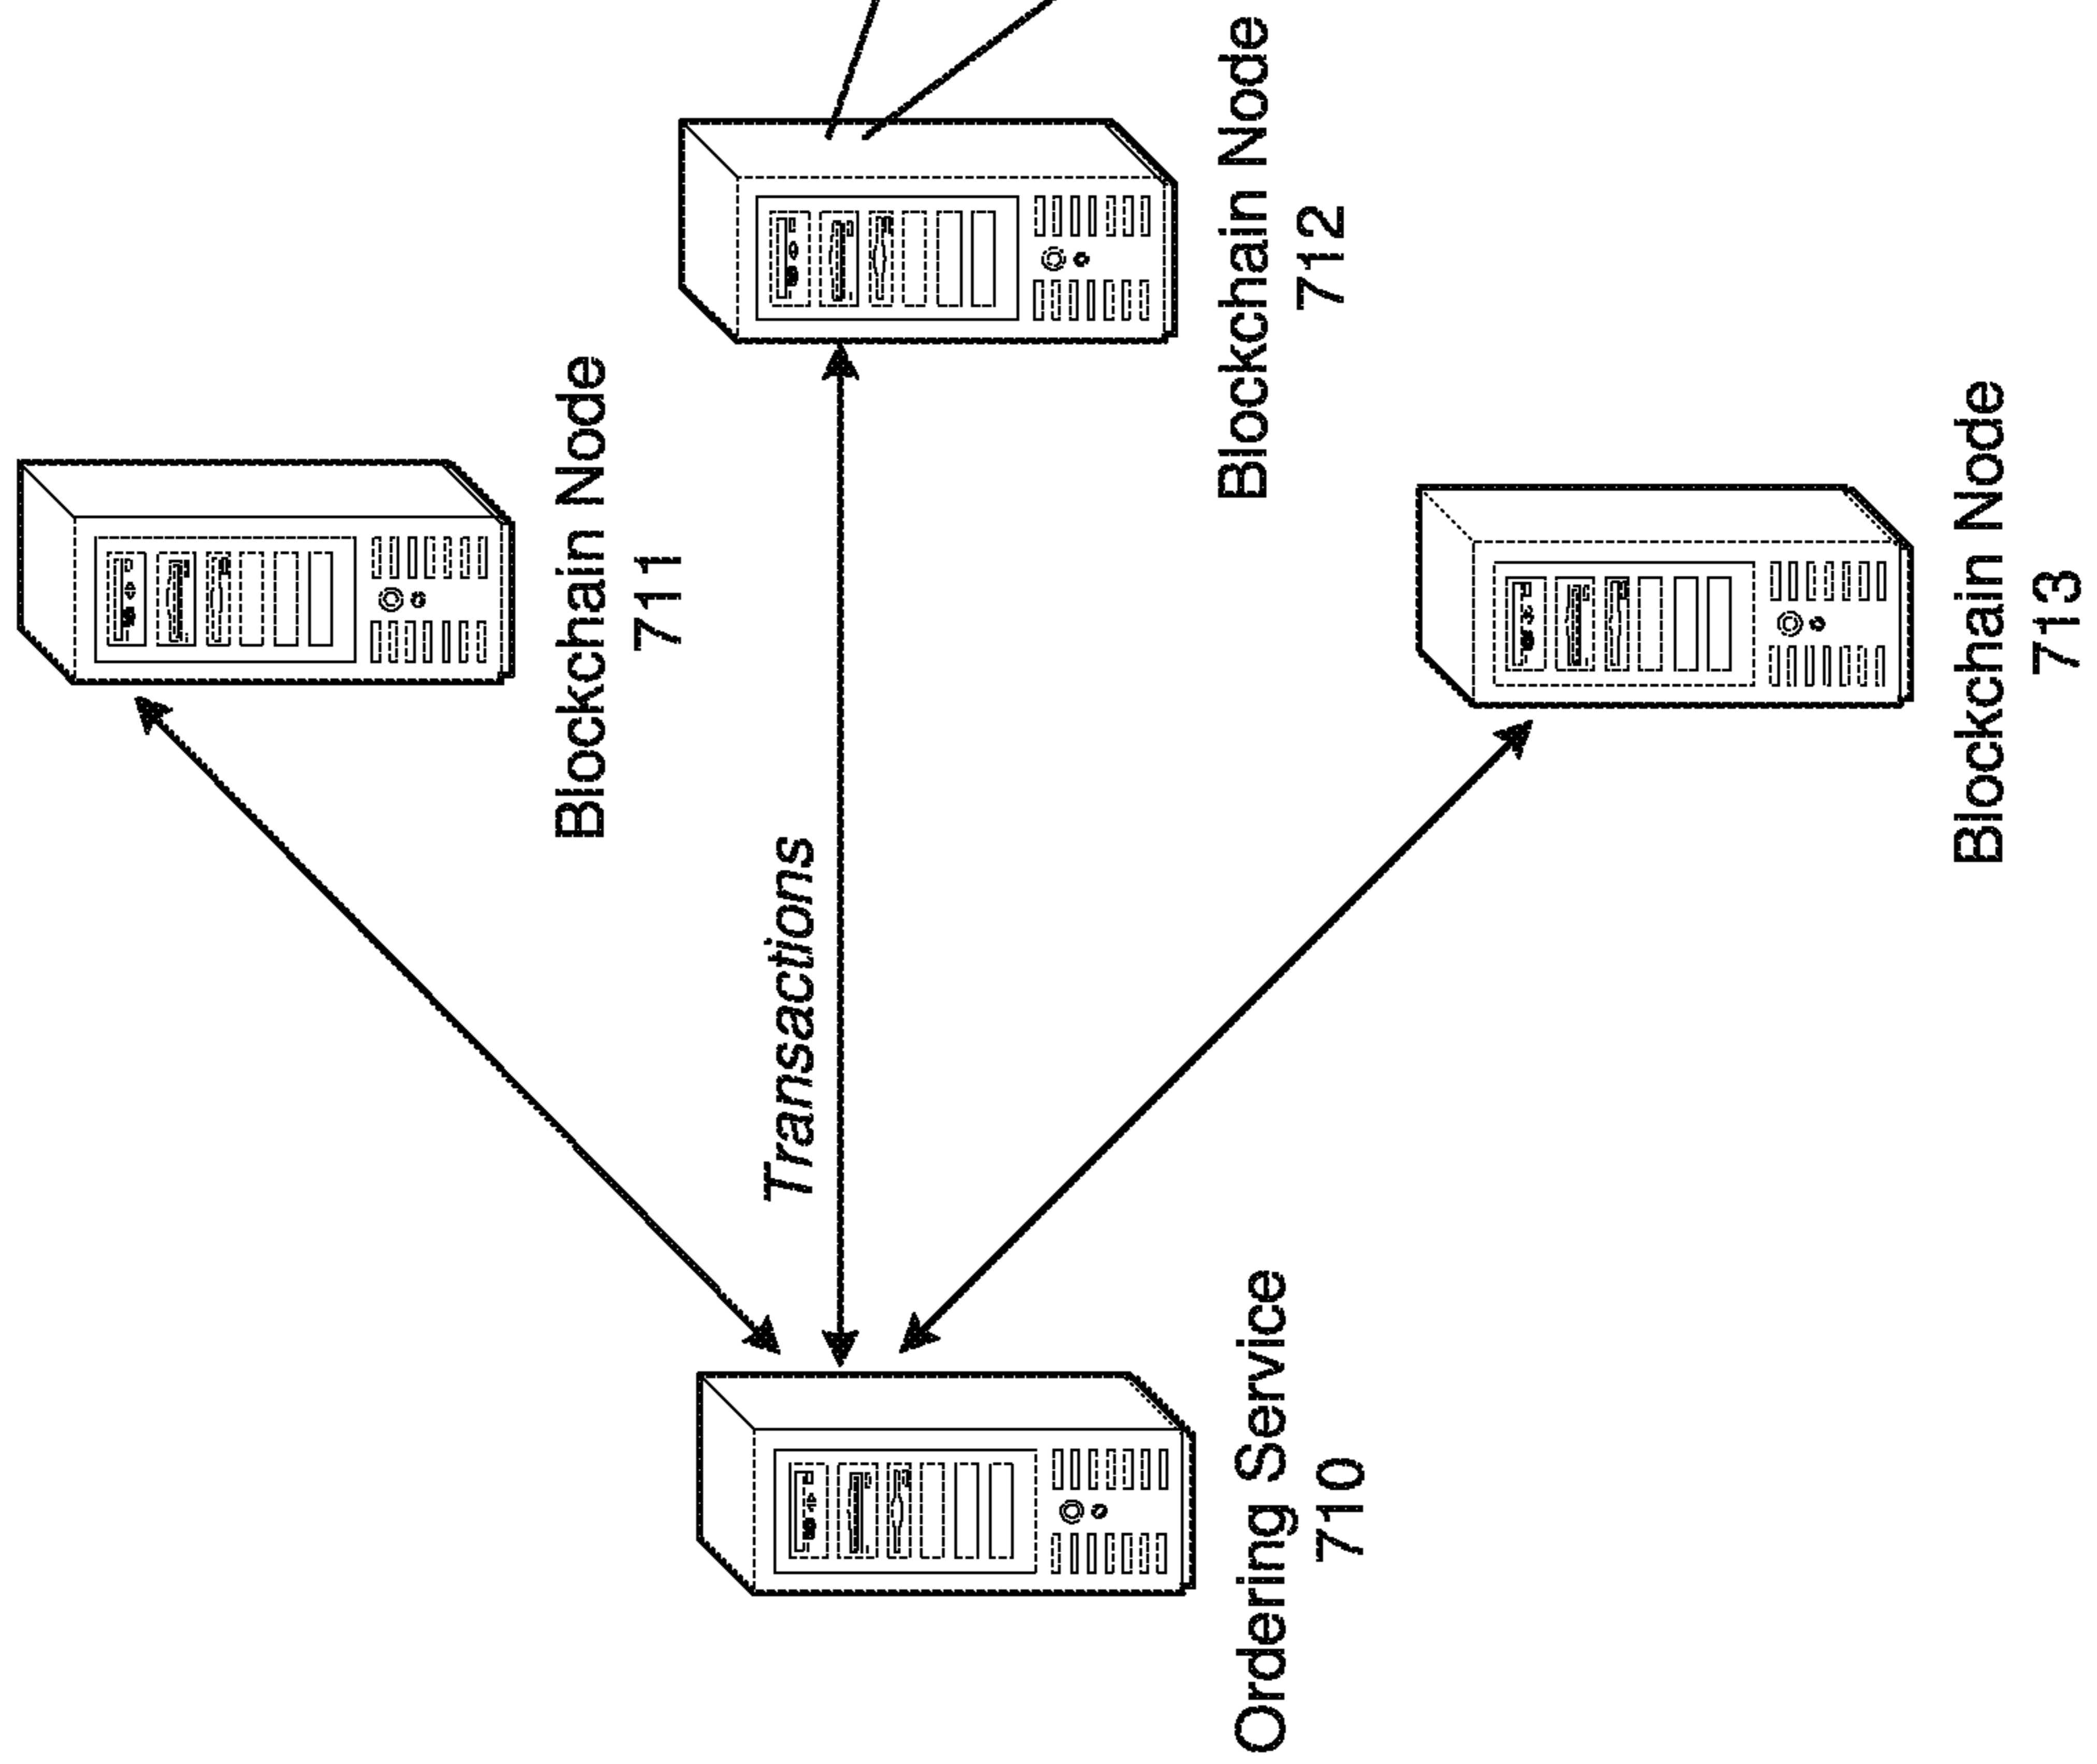 Blockchain Node
711
Transactions
Blockchain Node
712
Ordering Service
710
Blockchain Node
713